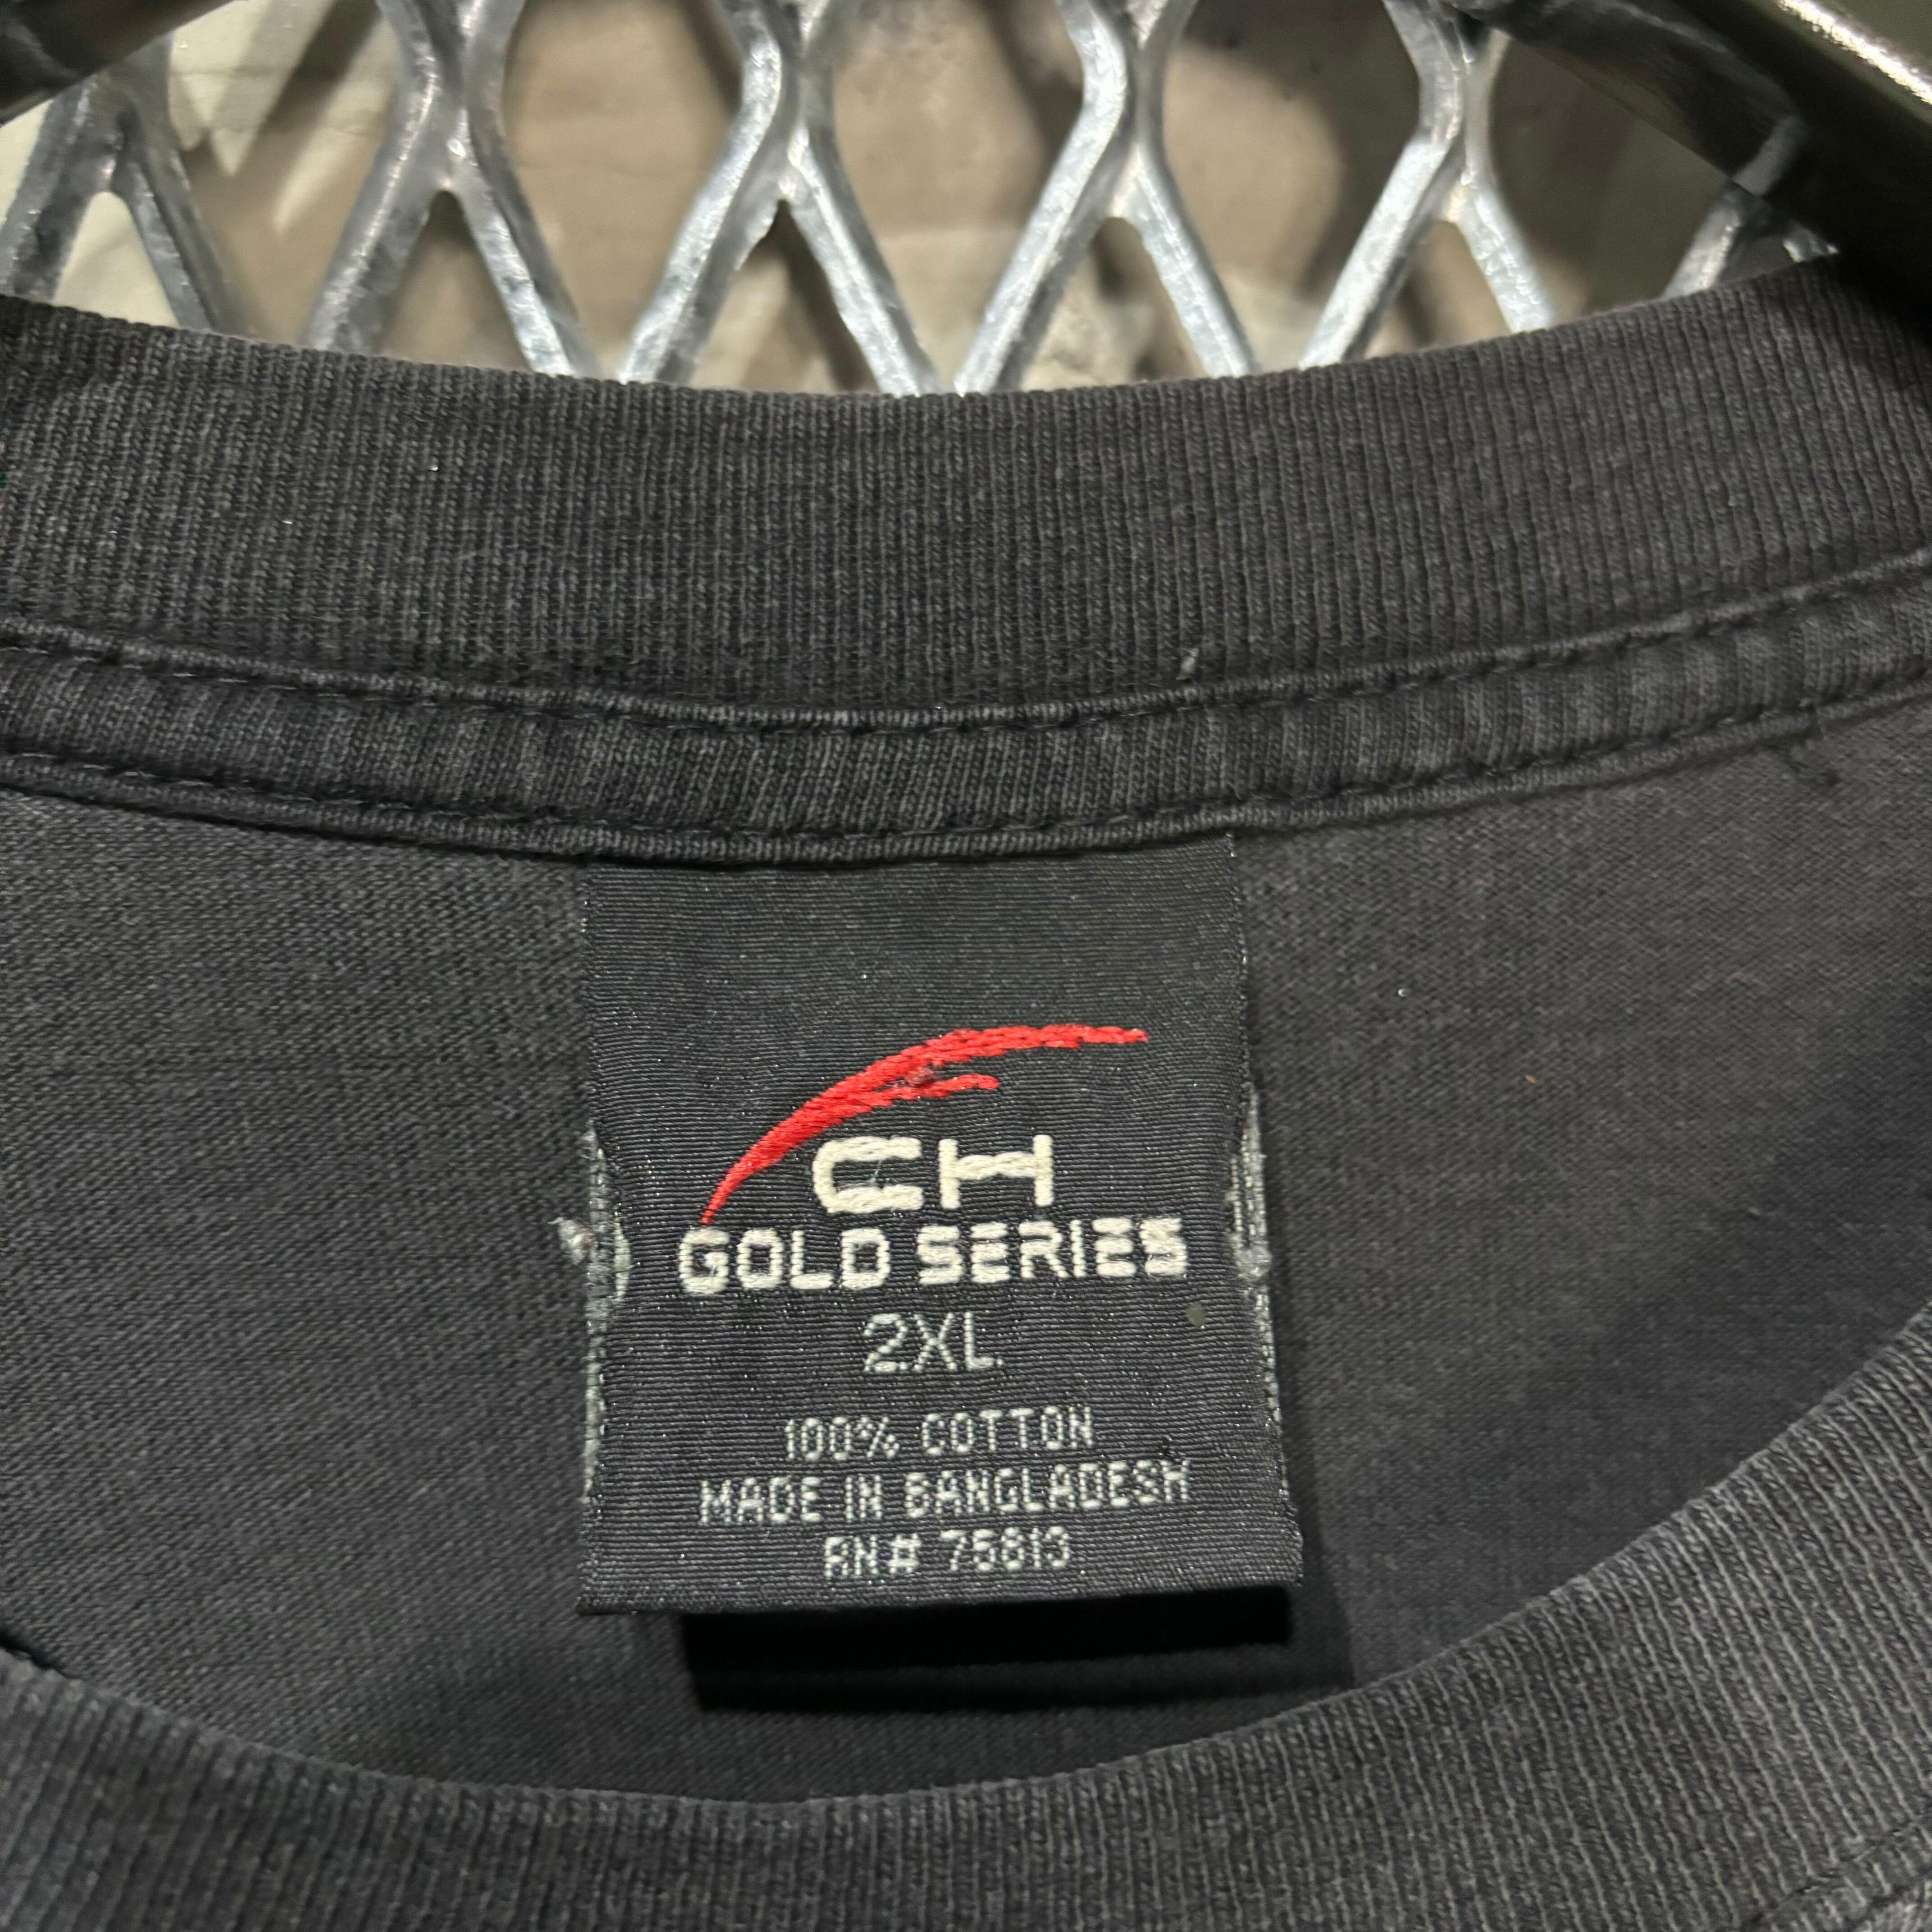 CH
GOLD SERIES
2XL
100% COTTON
MADE IN BANGLADESH
RN# 75813